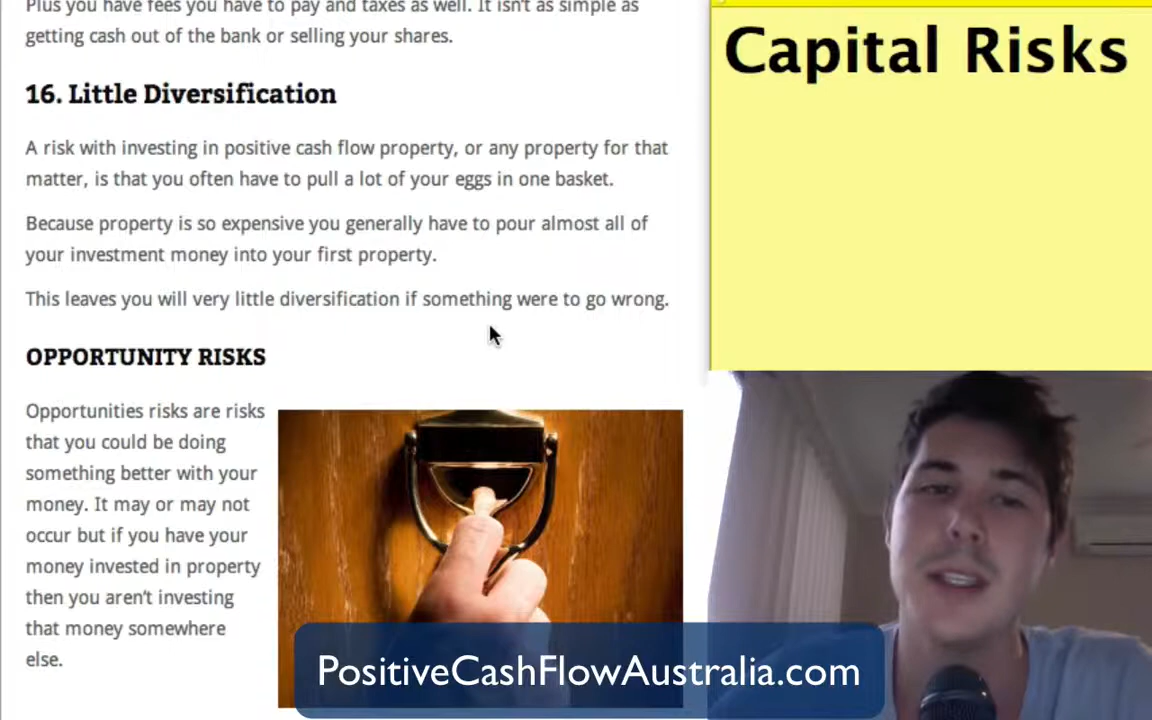 Plus you have fees you have to pay and taxes as well. It isn't as simple as
getting cash out of the bank or selling your shares.
16. Little Diversification
A risk with investing in positive cash flow property, or any property for that
matter, is that you often have to pull a lot of your eggs in one basket.
Because property is so expensive you generally have to pour almost all of
your investment money into your first property.
This leaves you will very little diversification if something were to go wrong.
OPPORTUNITY RISKS
Opportunities risks are risks
that you could be doing
something better with your
money. It may or may not
occur but if you have your
money invested in property
then you aren't investing
that money somewhere
else.
Capital Risks
PositiveCashFlowAustralia.com